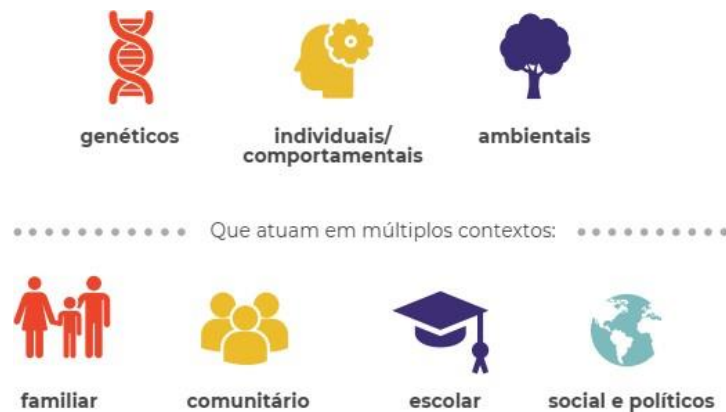 genéticos
individuais/
comportamentais
ambientais
Que atuam em múltiplos contextos:
familiar
comunitário
escolar
social e políticos